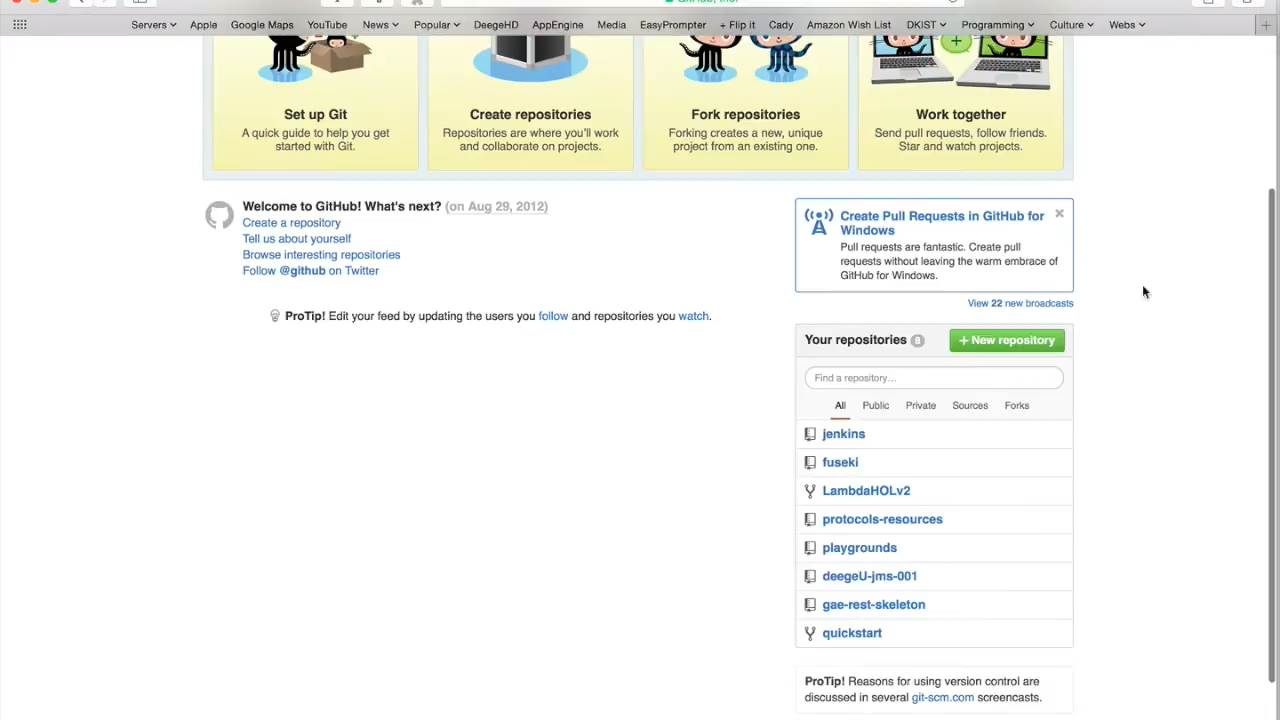 GitHub, Inc.
Servers Apple Google Maps YouTube News Popular DeegeHD AppEngine Media EasyPrompter + Flip it Cady Amazon Wish List DKIST Programming Culture Webs
Set up Git
A quick guide to help you get
started with Git.
Create repositories
Repositories are where you'll work
and collaborate on projects.
Fork repositories
Forking creates a new, unique
project from an existing one.
Work together
Send pull requests, follow friends.
Star and watch projects.
Welcome to GitHub! What's next? (on Aug 29, 2012)
Create a repository
Tell us about yourself
Browse interesting repositories
Follow @github on Twitter
ProTip! Edit your feed by updating the users you follow and repositories you watch.
Create Pull Requests in GitHub for
Windows
Pull requests are fantastic. Create pull
requests without leaving the warm embrace of
GitHub for Windows.
View 22 new broadcasts
Your repositories 8
+ New repository
Find a repository…
All Public Private Sources Forks
jenkins
fuseki
LambdaHOLv2
protocols-resources
playgrounds
deegeU-jms-001
gae-rest-skeleton
quickstart
ProTip! Reasons for using version control are
discussed in several git-scm.com screencasts.